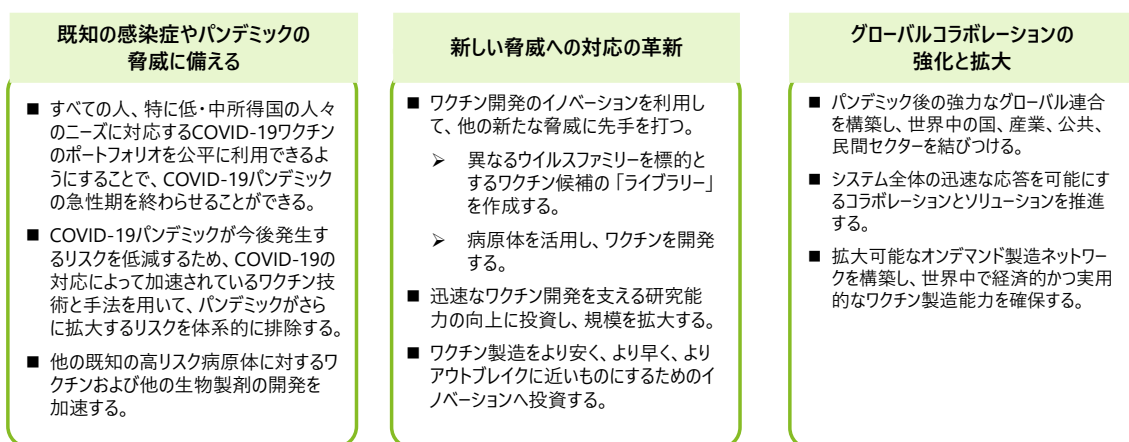 既知の感染症やパンデミックの
脅威に備える
■ すべての人、特に低・中所得国の人々
のニーズに対応するCOVID-19ワクチン
のポートフォリオを公平に利用できるよ
うにすることで、COVID-19パンデミック
の急性期を終わらせることができる。
■ COVID-19パンデミックが今後発生す
るリスクを低減するため、COVID-19の
対応によって加速されているワクチン技
術と手法を用いて、パンデミックがさら
に拡大するリスクを体系的に排除する。
■ 他の既知の高リスク病原体に対するワ
クチンおよび他の生物製剤の開発を
加速する。
新しい脅威への対応の革新
■ ワクチン開発のイノベーションを利用し
て、他の新たな脅威に先手を打つ。
➢ 異なるウイルスファミリーを標的と
するワクチン候補の「ライブラリー」
を作成する。
➢ 病原体を活用し、ワクチンを開発
する。
■ 迅速なワクチン開発を支える研究能
力の向上に投資し、規模を拡大する。
■ ワクチン製造をより安く、より早く、より
アウトブレイクに近いものにするためのイ
ノベーションへ投資する。
グローバルコラボレーションの
強化と拡大
■ パンデミック後の強力なグローバル連合
を構築し、世界中の国、産業、公共、
民間セクターを結びつける。
■ システム全体の迅速な応答を可能にす
るコラボレーションとソリューションを推進
する。
■ 拡大可能なオンデマンド製造ネットワー
クを構築し、世界中で経済的かつ実用
的なワクチン製造能力を確保する。